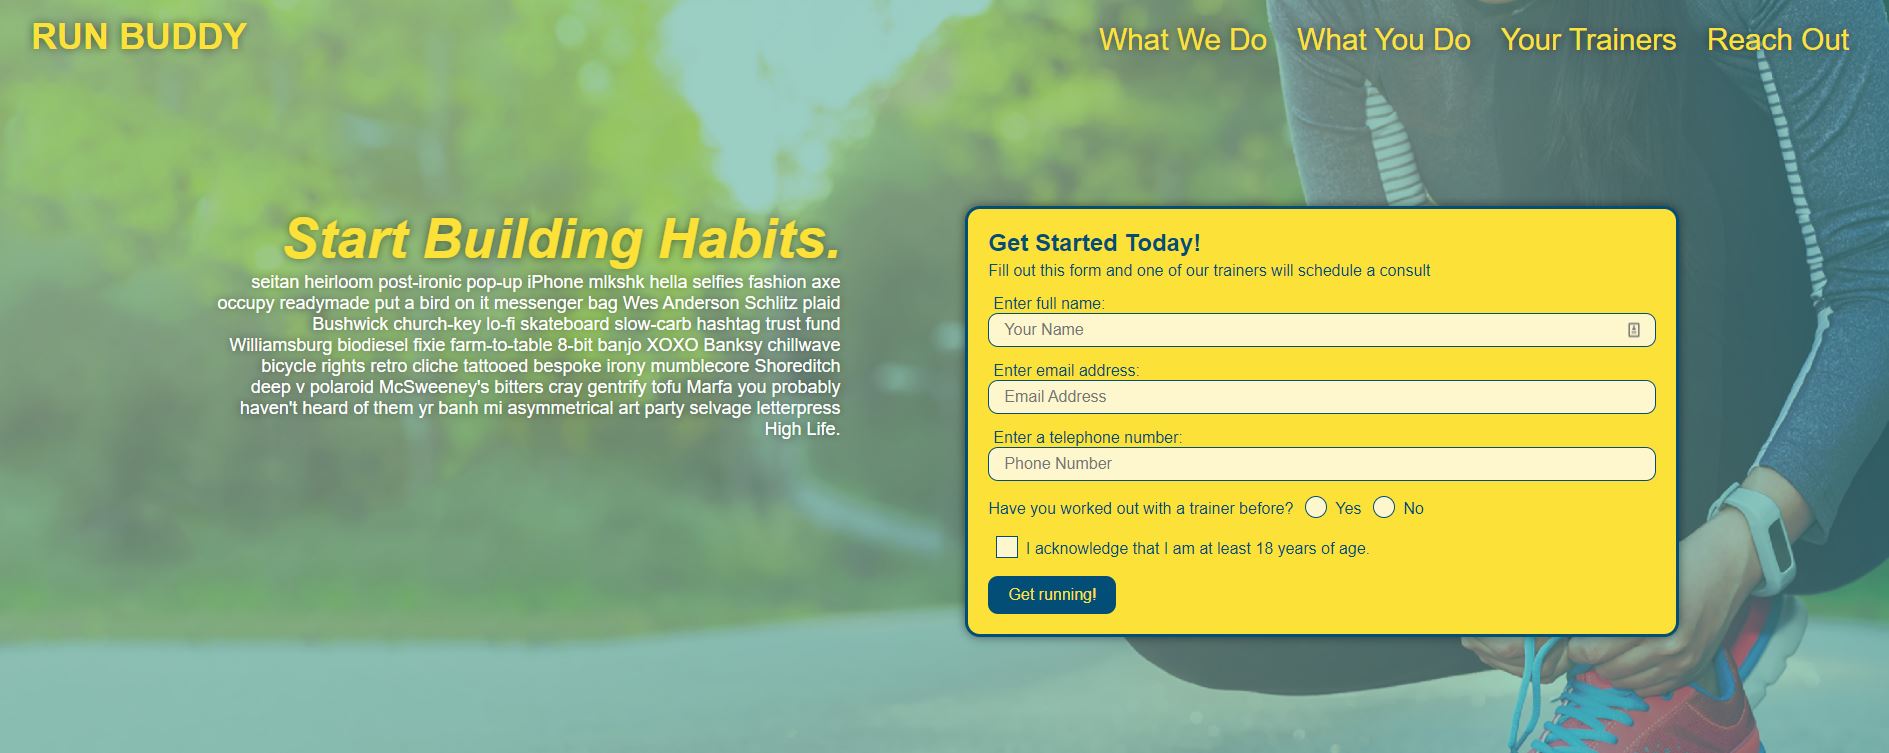 RUN BUDDY
What We Do What You Do Your Trainers Reach Out
Start Building Habits.
seitan heirloom post-ironic pop-up iPhone mlkshk hella selfies fashion axe
occupy readymade put a bird on it messenger bag Wes Anderson Schlitz plaid
Bushwick church-key lo-fi skateboard slow-carb hashtag trust fund
Williamsburg biodiesel fixie farm-to-table 8-bit banjo XOXO Banksy chillwave
bicycle rights retro cliche tattooed bespoke irony mumblecore Shoreditch
deep v polaroid McSweeney's bitters cray gentrify tofu Marfa you probably
haven't heard of them yr banh mi asymmetrical art party selvage letterpress
High Life.
Get Started Today!
Fill out this form and one of our trainers will schedule a consult
Enter full name:
Your Name
Enter email address:
Email Address
Enter a telephone number:
Phone Number
Have you worked out with a trainer before? Yes No
I acknowledge that I am at least 18 years of age.
Get running!